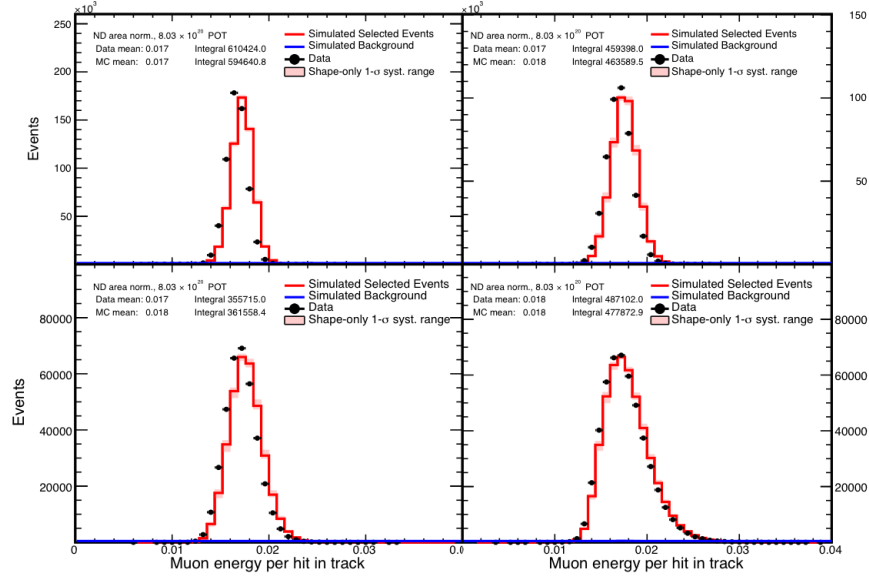 ×10³
ND area norm., 8.03 × 10²⁰ POT
Data mean: 0.017 Integral 610424.0
MC mean: 0.017 Integral 594640.8
Simulated Selected Events
Simulated Background
Data
Shape-only 1-σ syst. range
250
200
150
100
50
Events
×10³
ND area norm., 8.03 × 10²⁰ POT
Data mean: 0.017 Integral 459398.0
MC mean: 0.018 Integral 463589.5
Simulated Selected Events
Simulated Background
Data
Shape-only 1-σ syst. range
150
100
50
ND area norm., 8.03 × 10²⁰ POT
Data mean: 0.017 Integral 355715.0
MC mean: 0.018 Integral 361558.4
Simulated Selected Events
Simulated Background
Data
Shape-only 1-σ syst. range
80000
60000
40000
20000
Events
0 0.01 0.02 0.03 0.
Muon energy per hit in track
ND area norm., 8.03 × 10²⁰ POT
Data mean: 0.018 Integral 487102.0
MC mean: 0.018 Integral 477872.9
Simulated Selected Events
Simulated Background
Data
Shape-only 1-σ syst. range
80000
60000
40000
20000
0.01 0.02 0.03 0.04
Muon energy per hit in track